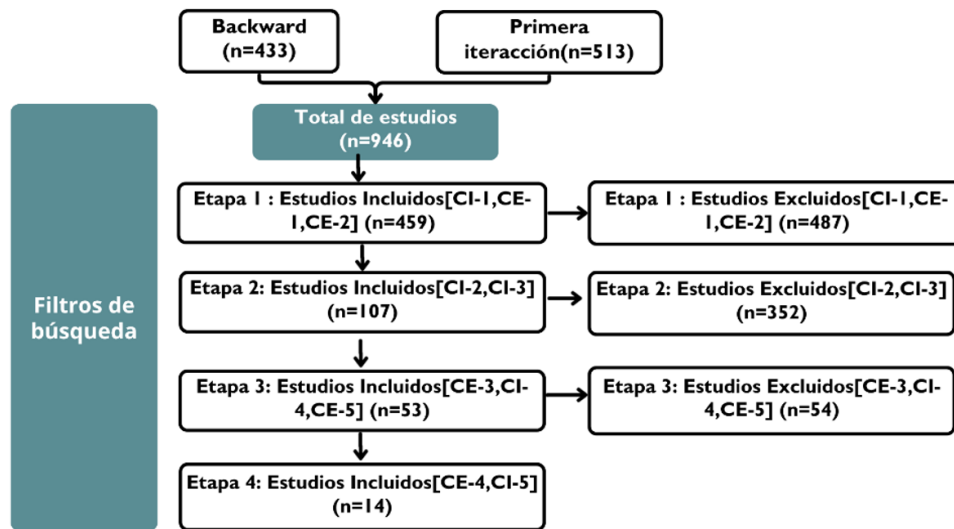 Backward
(n=433)
Primera
iteracción(n=513)
Total de estudios
(n=946)
Etapa 1 : Estudios Incluidos[CI-1,CE-
1,CE-2] (n=459)
Etapa 1 : Estudios Excluidos[CI-1,CE-
1,CE-2] (n=487)
Etapa 2: Estudios Incluidos[CI-2,CI-3]
(n=107)
Etapa 2: Estudios Excluidos[CI-2,CI-3]
(n=352)
Filtros de
búsqueda
Etapa 3: Estudios Incluidos[CE-3,CI-
4,CE-5] (n=53)
Etapa 3: Estudios Excluidos[CE-3,CI-
4,CE-5] (n=54)
Etapa 4: Estudios Incluidos[CE-4,CI-5]
(n=14)